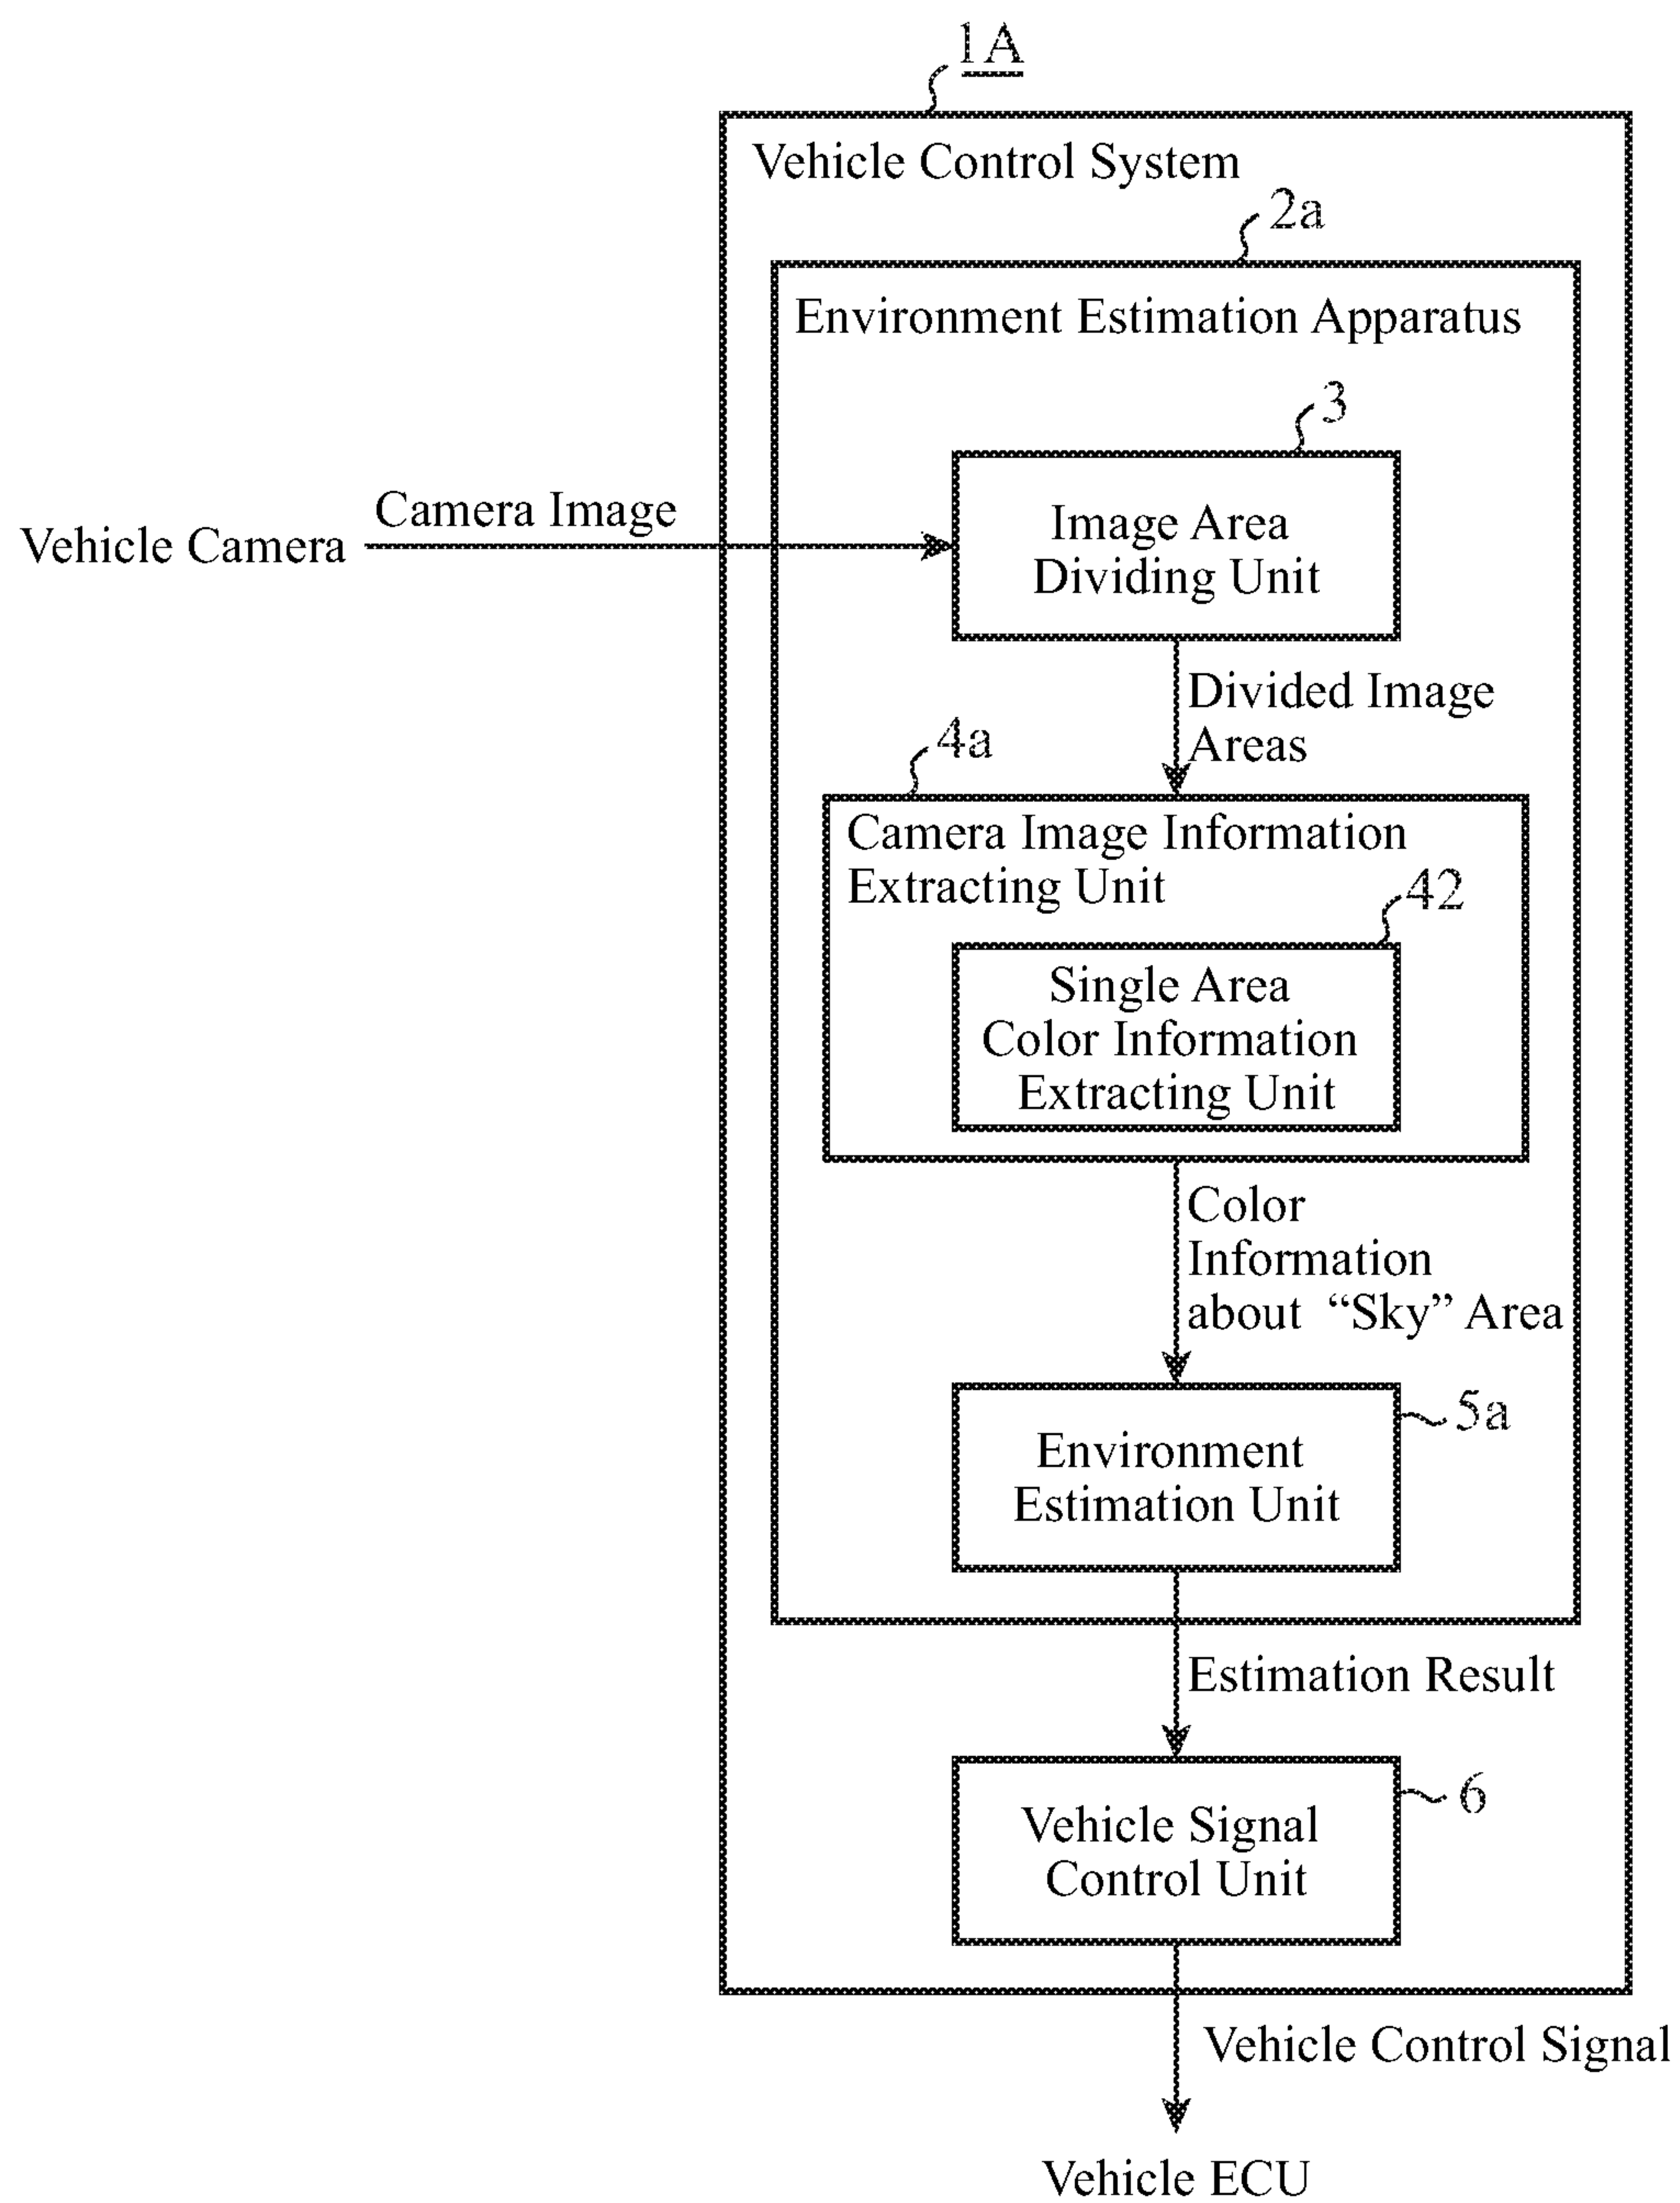 1A
Vehicle Control System
2a
Environment Estimation Apparatus
3
Camera Image
Vehicle Camera
Image Area
Dividing Unit
Divided Image
Areas
4a
Camera Image Information
Extracting Unit
42
Single Area
Color Information
Extracting Unit
Color
Information
about “Sky” Area
5a
Environment
Estimation Unit
Estimation Result
6
Vehicle Signal
Control Unit
Vehicle Control Signal
Vehicle ECU